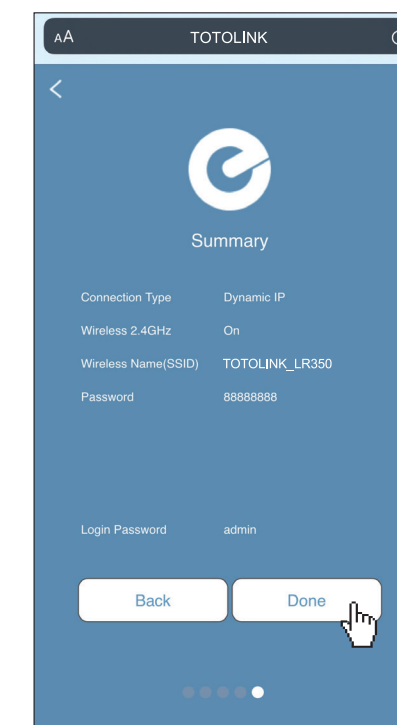 AA TOTOLINK
Summary
Connection Type Dynamic IP
Wireless 2.4GHz On
Wireless Name(SSID) TOTOLINK_LR350
Password 88888888
Login Password admin
Back Done